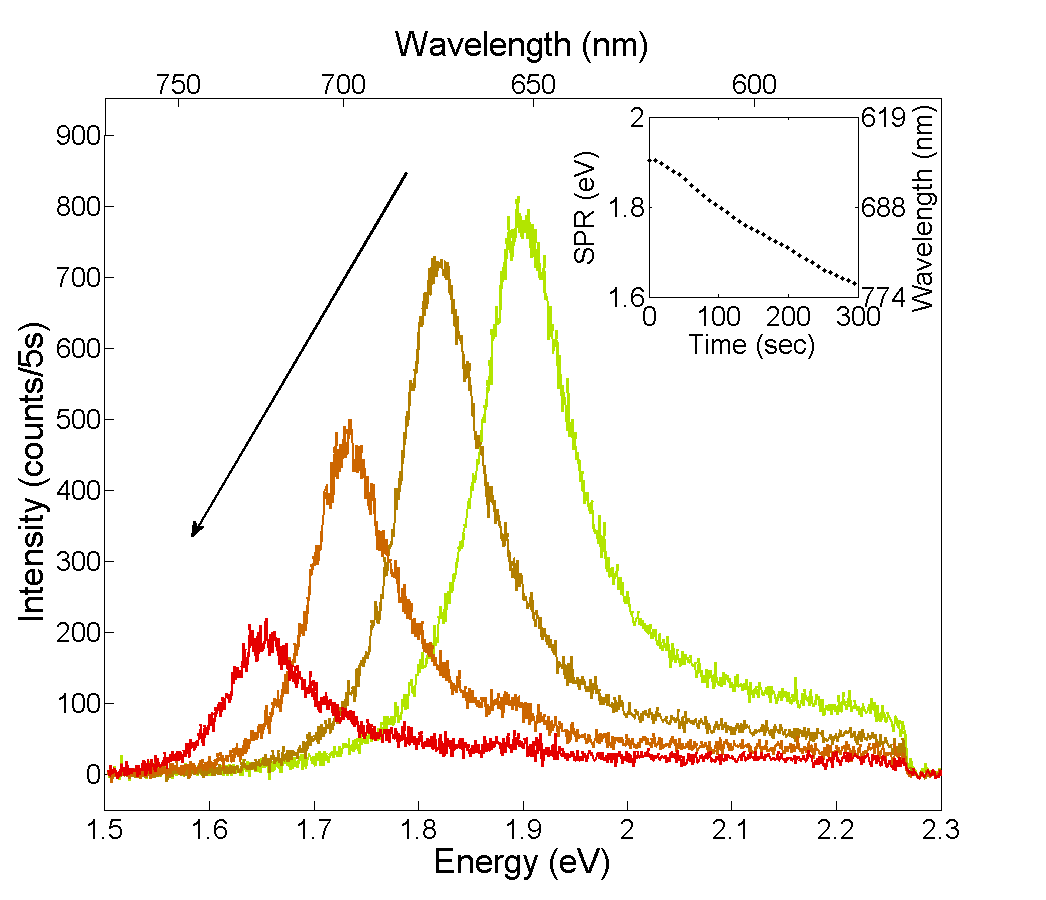 Wavelength (nm)
750 700 650 600
900
800
700
600
500
400
300
200
100
0
Intensity (counts/5s)
1.5 1.6 1.7 1.8 1.9 2 2.1 2.2 2.3
Energy (eV)
2
1.8
1.6
SPR (eV)
619
688
774
Wavelength (nm)
0 100 200 300
Time (sec)